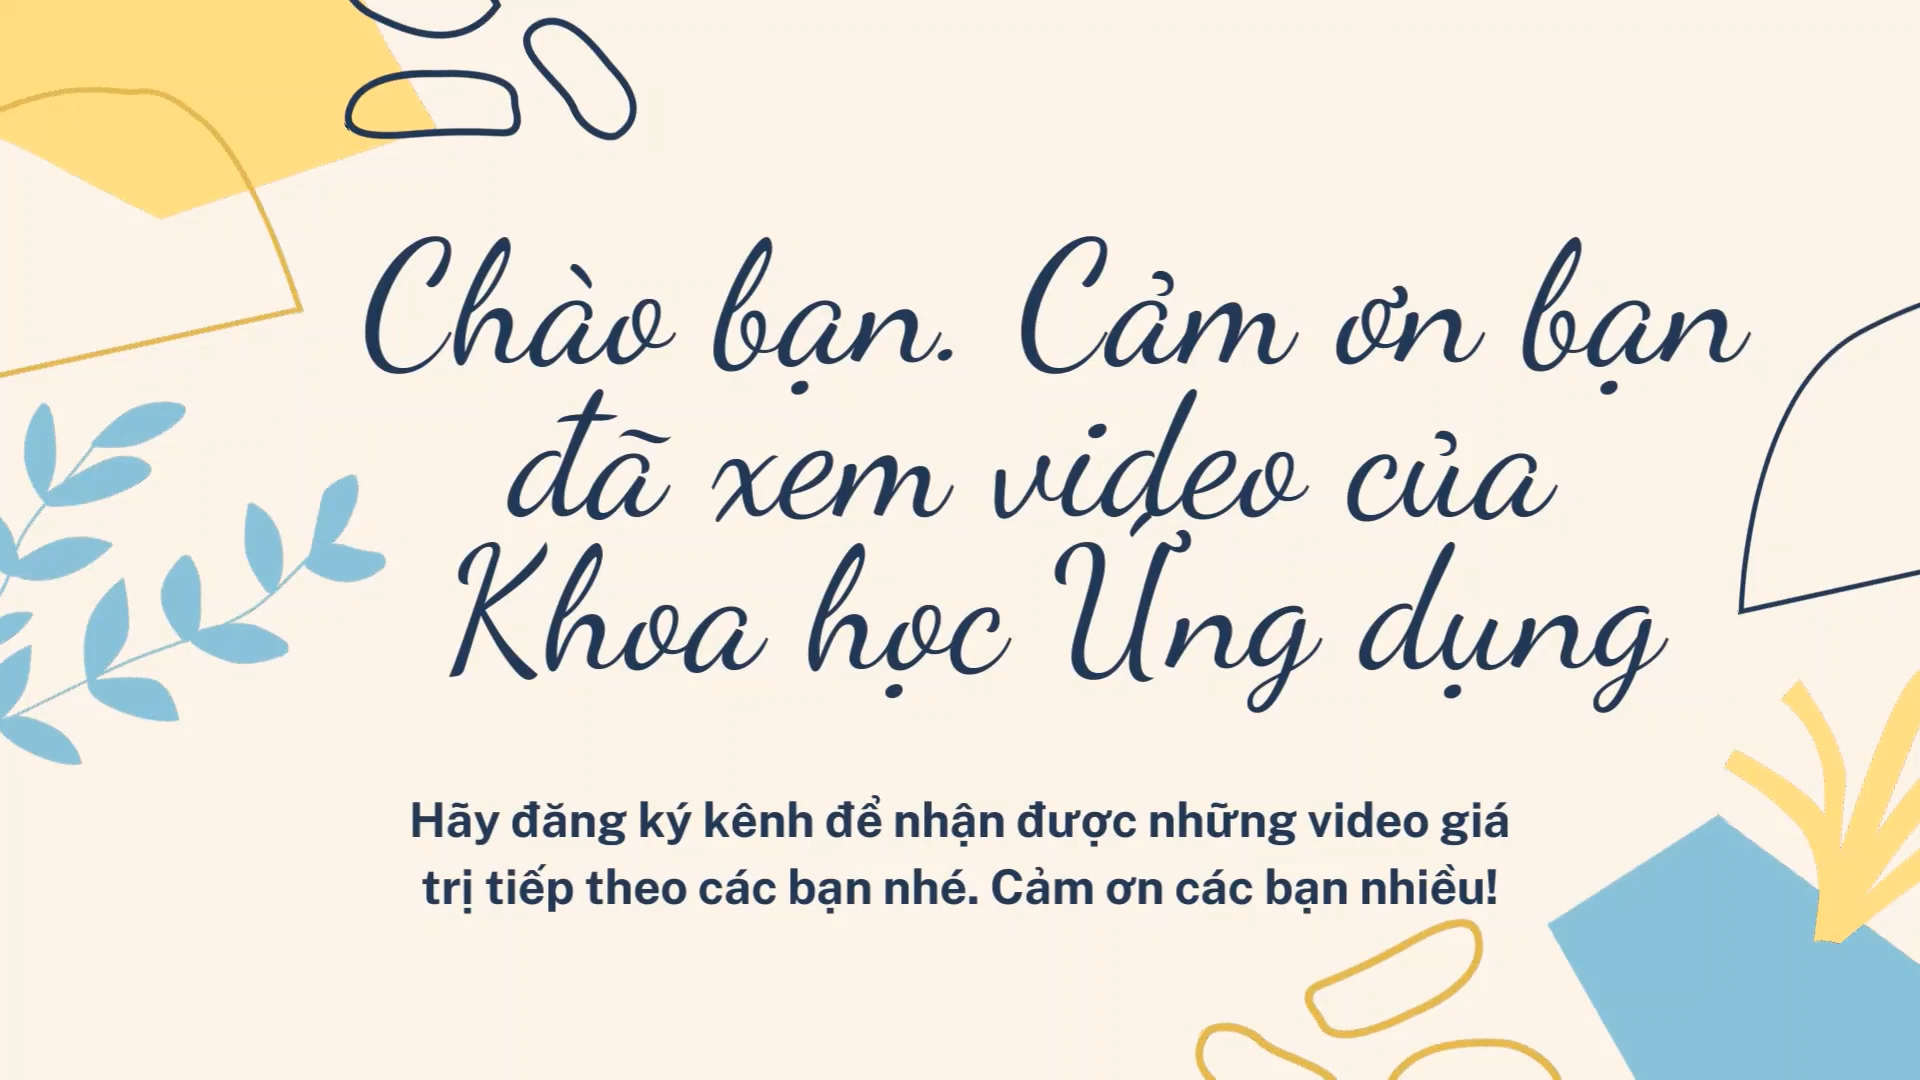 Chào bạn. Cảm ơn bạn
đã xem video của
Khoa học Ứng dụng
Hãy đăng ký kênh để nhận được những video giá
trị tiếp theo các bạn nhé. Cảm ơn các bạn nhiều!